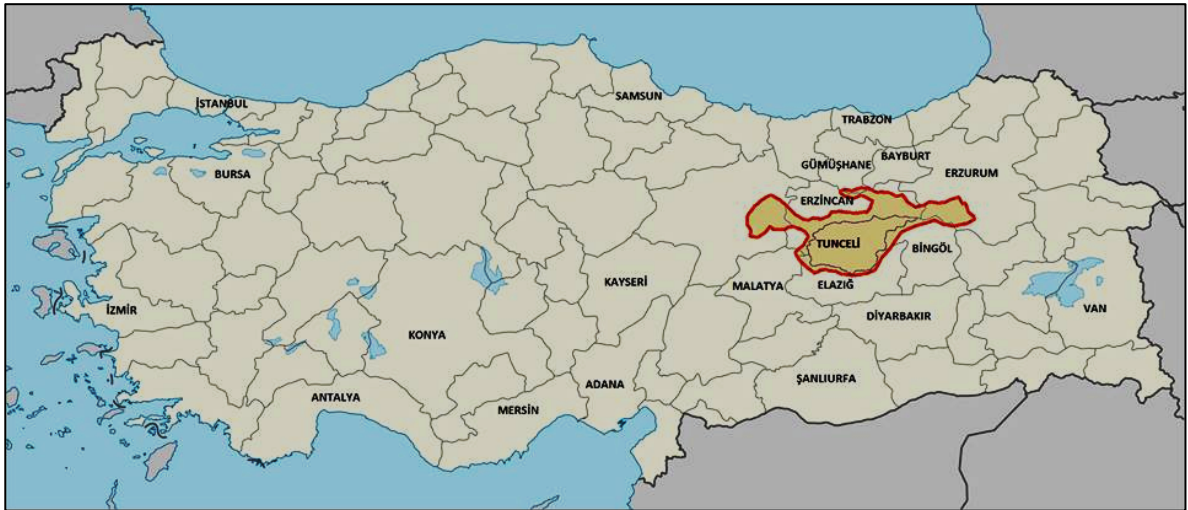 SAMSUN
İSTANBUL
TRABZON
BAYBURT
GÜMÜŞHANE
BURSA
ERZURUM
ERZİNCAN
TUNCELİ
BİNGÖL
KAYSERİ
MALATYA
ELAZIĞ
İZMİR
VAN
DİYARBAKIR
KONYA
ŞANLIURFA
ADANA
ANTALYA
MERSİN